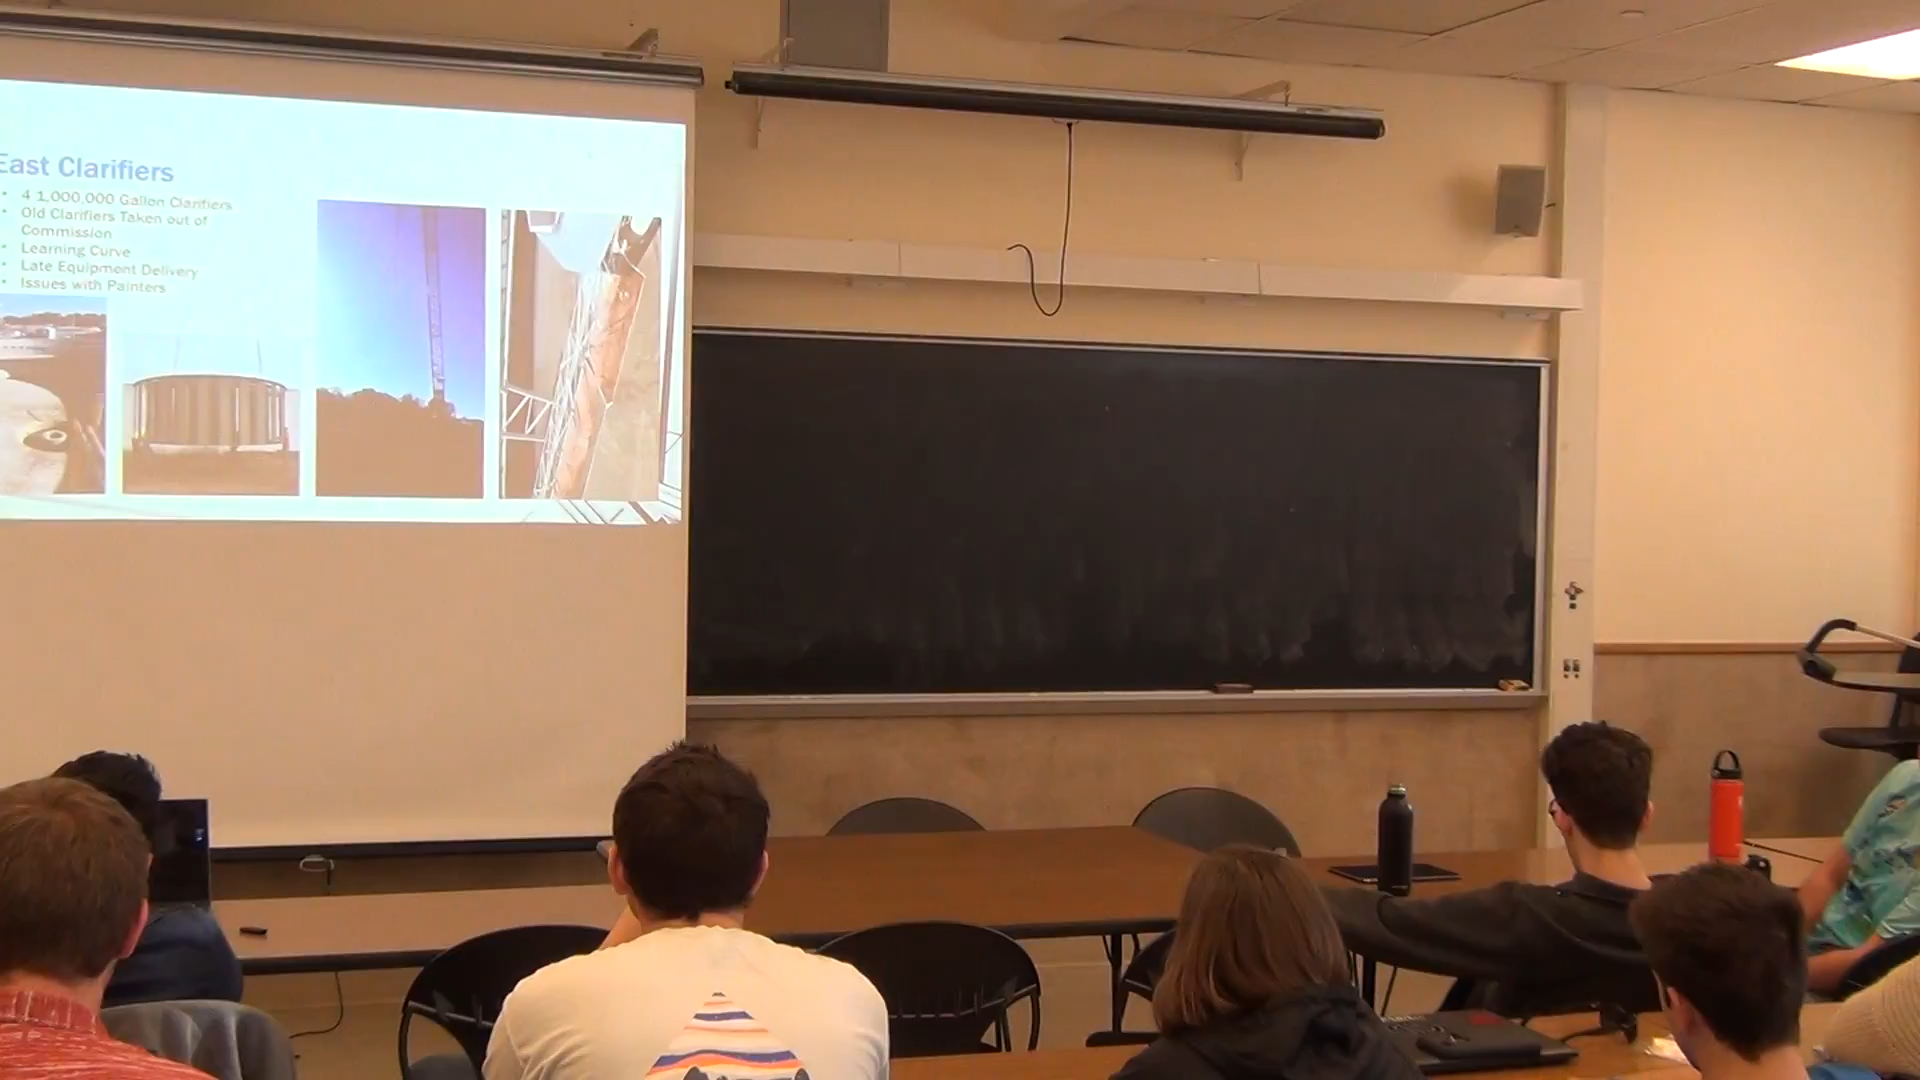 East Clarifiers
• 4 1,000,000 Gallon Clarifiers
• Old Clarifiers Taken out of
Commission
• Learning Curve
• Late Equipment Delivery
• Issues with Painters